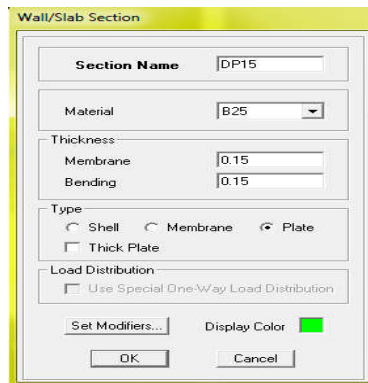 Wall/Slab Section
Section Name DP15
Material B25
Thickness
Membrane 0.15
Bending 0.15
Type
Shell Membrane Plate
Thick Plate
Load Distribution
Use Special One-Way Load Distribution
Set Modifiers... Display Color
OK Cancel